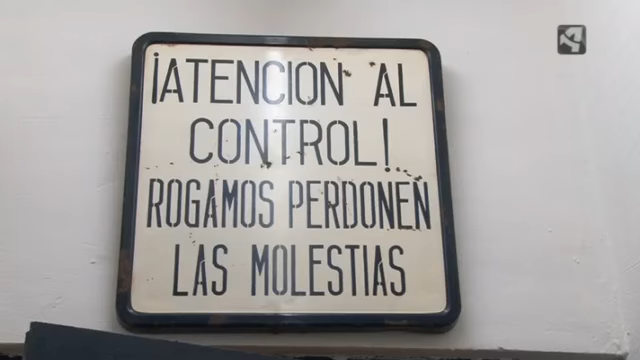 ¡ATENCION AL
CONTROL!
ROGAMOS PERDONEN
LAS MOLESTIAS